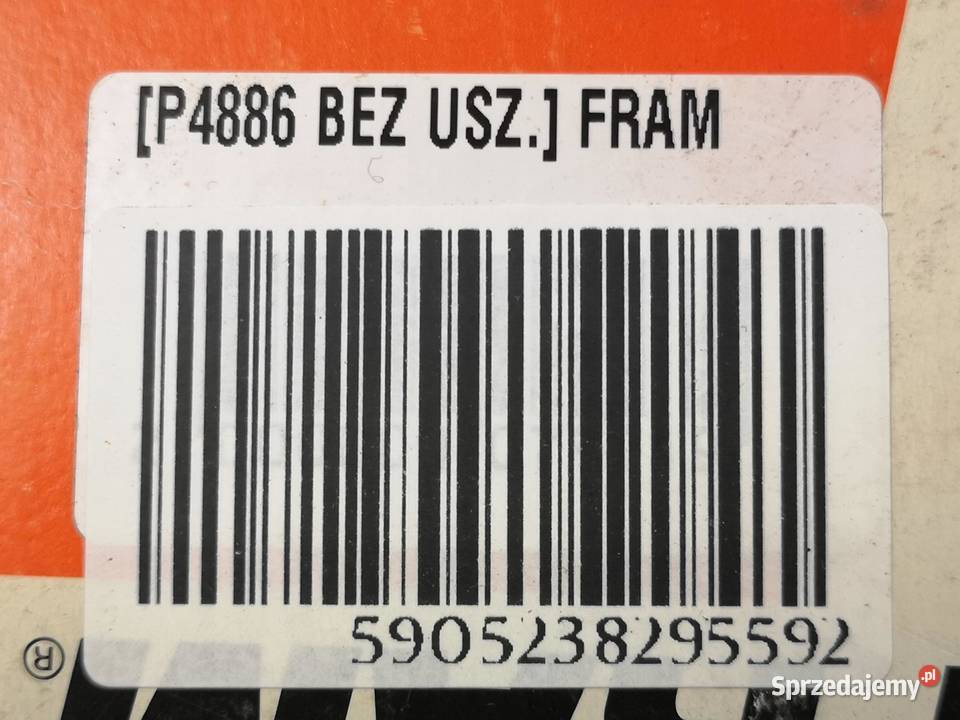 [P4886 BEZ USZ.] FRAM
5905238295592
®
Sprzedajemy.pl